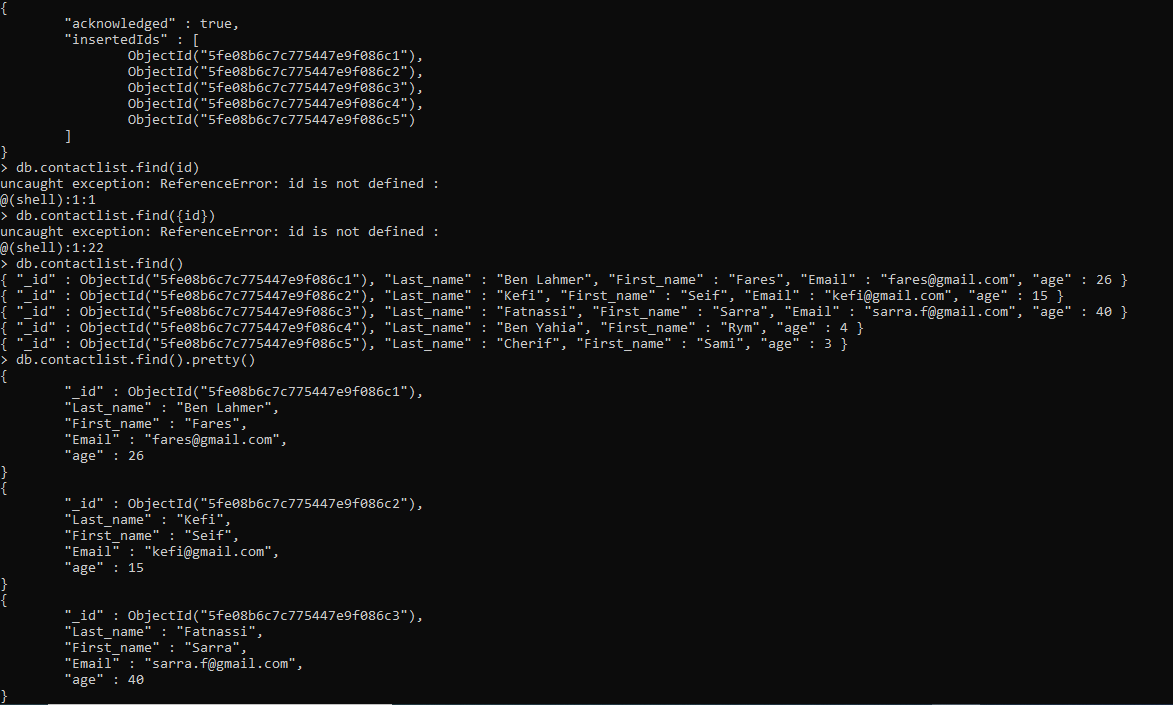 {
        "acknowledged" : true,
        "insertedIds" : [
                ObjectId("5fe08b6c7c775447e9f086c1"),
                ObjectId("5fe08b6c7c775447e9f086c2"),
                ObjectId("5fe08b6c7c775447e9f086c3"),
                ObjectId("5fe08b6c7c775447e9f086c4"),
                ObjectId("5fe08b6c7c775447e9f086c5")
        ]
}
> db.contactlist.find(id)
uncaught exception: ReferenceError: id is not defined :
@(shell):1:1
> db.contactlist.find({id})
uncaught exception: ReferenceError: id is not defined :
@(shell):1:22
> db.contactlist.find()
{ "_id" : ObjectId("5fe08b6c7c775447e9f086c1"), "Last_name" : "Ben Lahmer", "First_name" : "Fares", "Email" : "fares@gmail.com", "age" : 26 }
{ "_id" : ObjectId("5fe08b6c7c775447e9f086c2"), "Last_name" : "Kefi", "First_name" : "Seif", "Email" : "kefi@gmail.com", "age" : 15 }
{ "_id" : ObjectId("5fe08b6c7c775447e9f086c3"), "Last_name" : "Fatnassi", "First_name" : "Sarra", "Email" : "sarra.f@gmail.com", "age" : 40 }
{ "_id" : ObjectId("5fe08b6c7c775447e9f086c4"), "Last_name" : "Ben Yahia", "First_name" : "Rym", "age" : 4 }
{ "_id" : ObjectId("5fe08b6c7c775447e9f086c5"), "Last_name" : "Cherif", "First_name" : "Sami", "age" : 3 }
> db.contactlist.find().pretty()
{
        "_id" : ObjectId("5fe08b6c7c775447e9f086c1"),
        "Last_name" : "Ben Lahmer",
        "First_name" : "Fares",
        "Email" : "fares@gmail.com",
        "age" : 26
}
{
        "_id" : ObjectId("5fe08b6c7c775447e9f086c2"),
        "Last_name" : "Kefi",
        "First_name" : "Seif",
        "Email" : "kefi@gmail.com",
        "age" : 15
}
{
        "_id" : ObjectId("5fe08b6c7c775447e9f086c3"),
        "Last_name" : "Fatnassi",
        "First_name" : "Sarra",
        "Email" : "sarra.f@gmail.com",
        "age" : 40
}